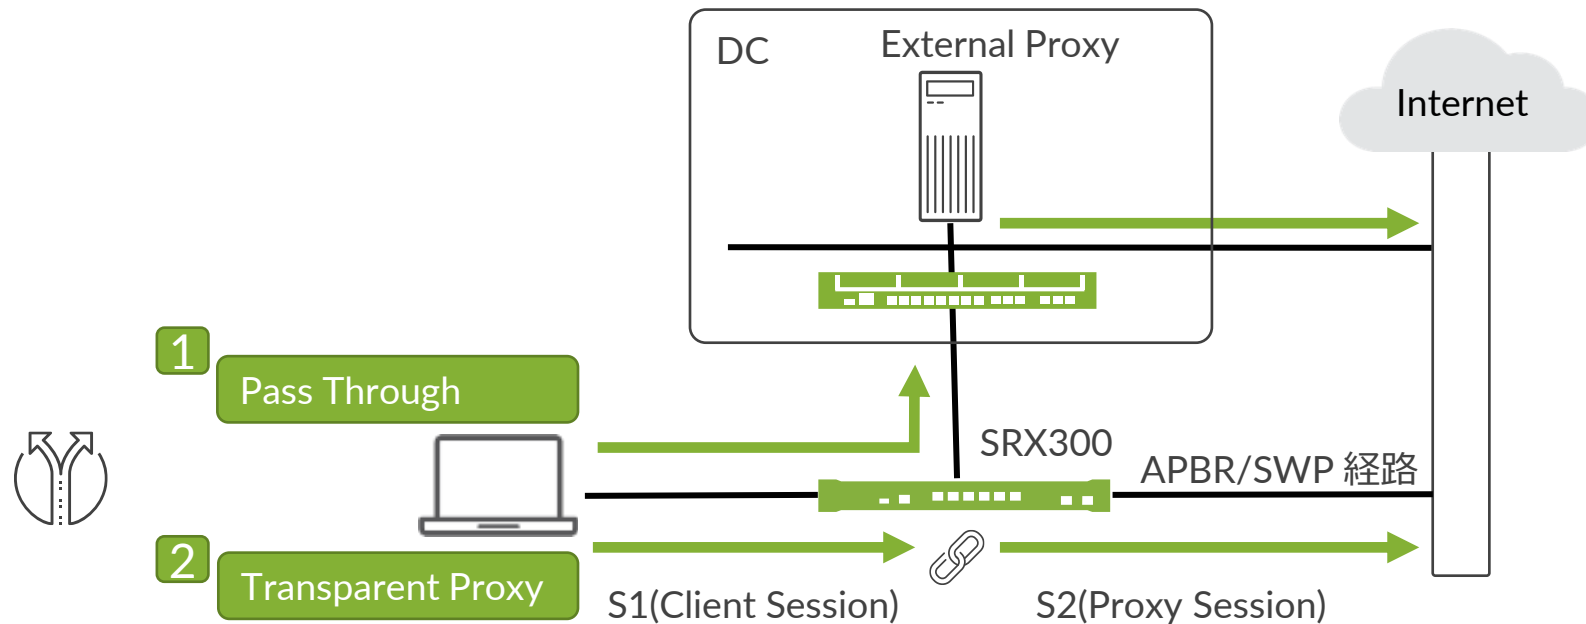 DC
External Proxy
Internet
1
Pass Through
SRX300
APBR/SWP 経路
2
Transparent Proxy
S1(Client Session)
S2(Proxy Session)